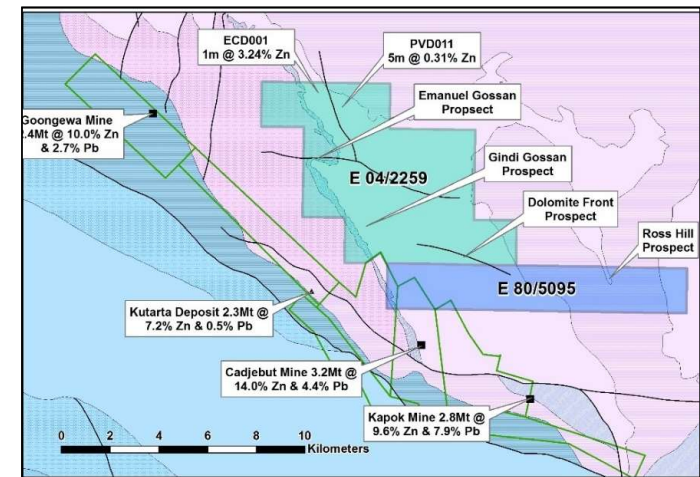 ECD001
1m @ 3.24% Zn
PVD011
5m @ 0.31% Zn
Emanuel Gossan
Propsect
Goongewa Mine
.4Mt @ 10.0% Zn
& 2.7% Pb
Gindi Gossan
Prospect
E 04/2259
Dolomite Front
Prospect
Ross Hill
Prospect
E 80/5095
Kutarta Deposit 2.3Mt @
7.2% Zn & 0.5% Pb
Cadjebut Mine 3.2Mt @
14.0% Zn & 4.4% Pb
Kapok Mine 2.8Mt @
9.6% Zn & 7.9% Pb
0 2 4 6 8 10
Kilometers